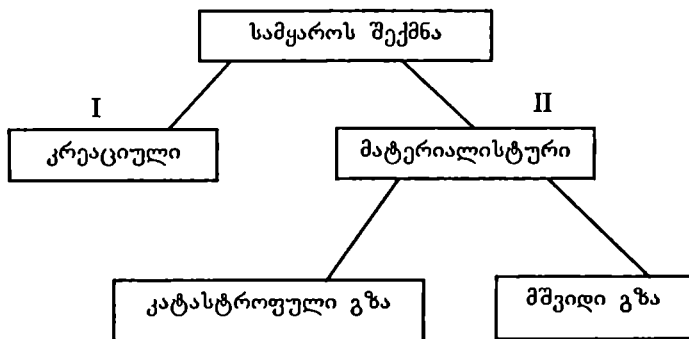 სამყაროს შექმნა
I
II
კრეაციული
მატერიალისტური
კატასტროფული გზა
მშვიდი გზა